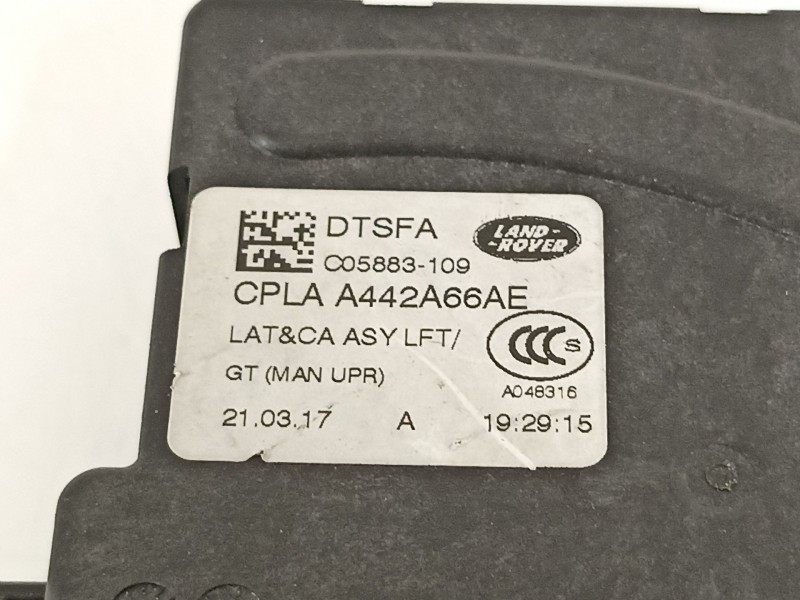 DTSFA
LAND-
-ROVER
C05883-109
CPLA A442A66AE
LAT&CA ASY LFT/
CCC S
GT (MAN UPR)
A048316
21.03.17 A 19:29:15